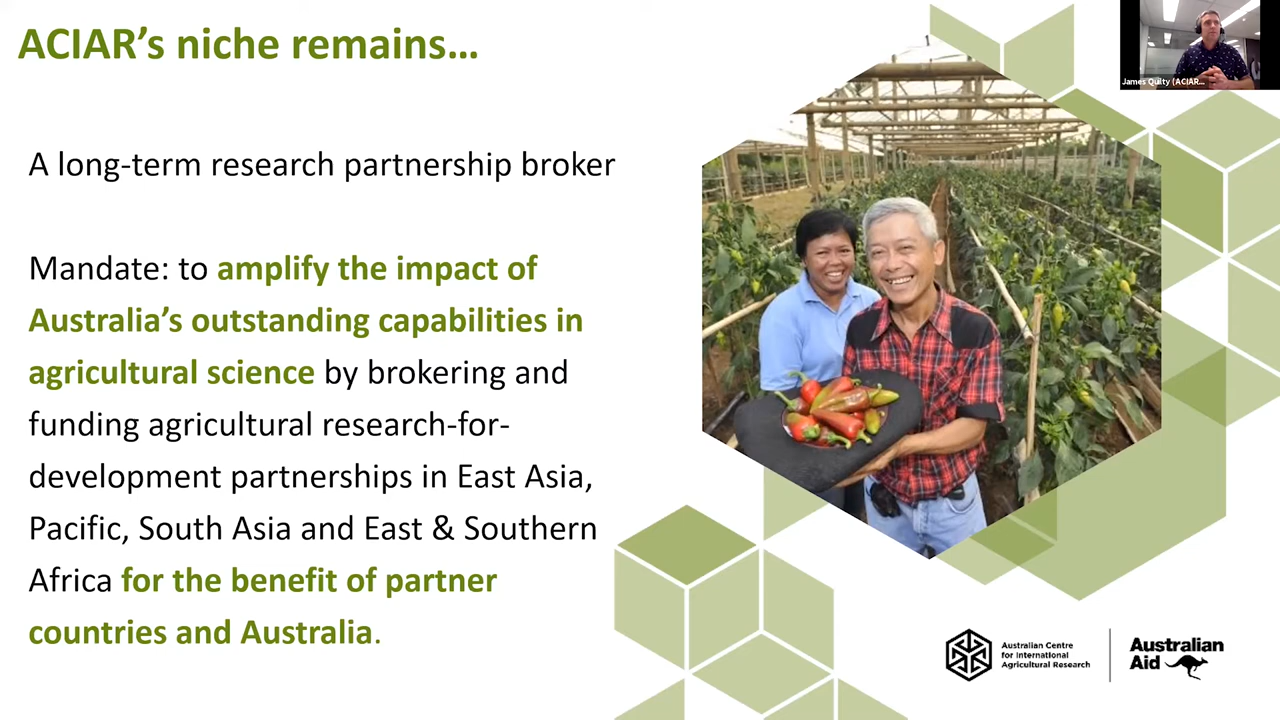 ACIAR’s niche remains…
James Quilty (ACIAR...
A long-term research partnership broker
Mandate: to amplify the impact of
Australia’s outstanding capabilities in
agricultural science by brokering and
funding agricultural research-for-
development partnerships in East Asia,
Pacific, South Asia and East & Southern
Africa for the benefit of partner
countries and Australia.
Australian Centre
for International
Agricultural Research
Australian
Aid